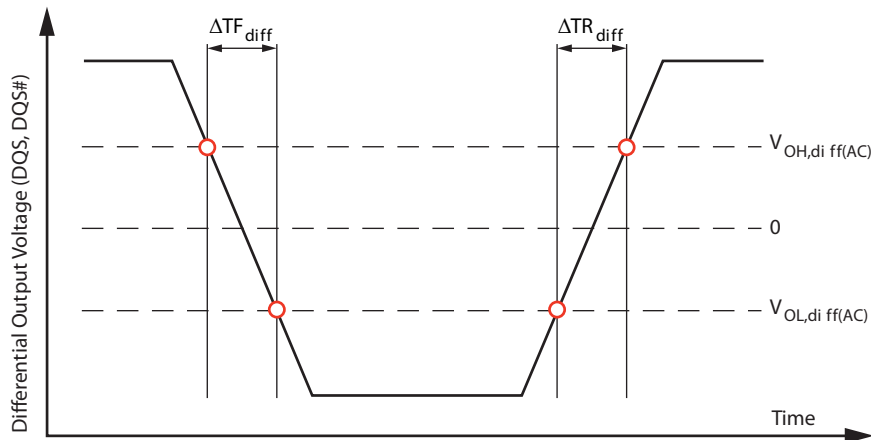 ΔTF diff
ΔTR diff
Differential Output Voltage (DQS, DQS#)
V OH,di ff(AC)
0
V OL,di ff(AC)
Time